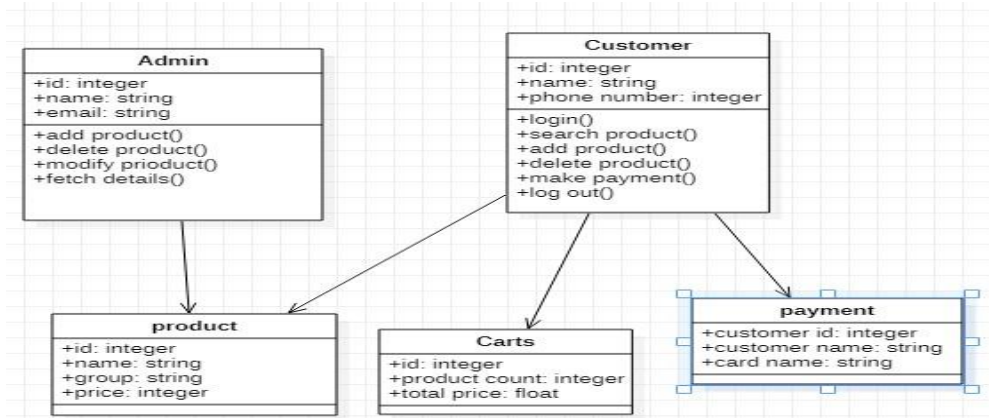 Admin
+id: integer
+name: string
+email: string
+add product()
+delete product()
+modify prioduct()
+fetch details()
Customer
+id: integer
+name: string
+phone number: integer
+login()
+search product()
+add product()
+delete product()
+make payment()
+log out()
product
+id: integer
+name: string
+group: string
+price: integer
Carts
+id: integer
+product count: integer
+total price: float
payment
+customer id: integer
+customer name: string
+card name: string